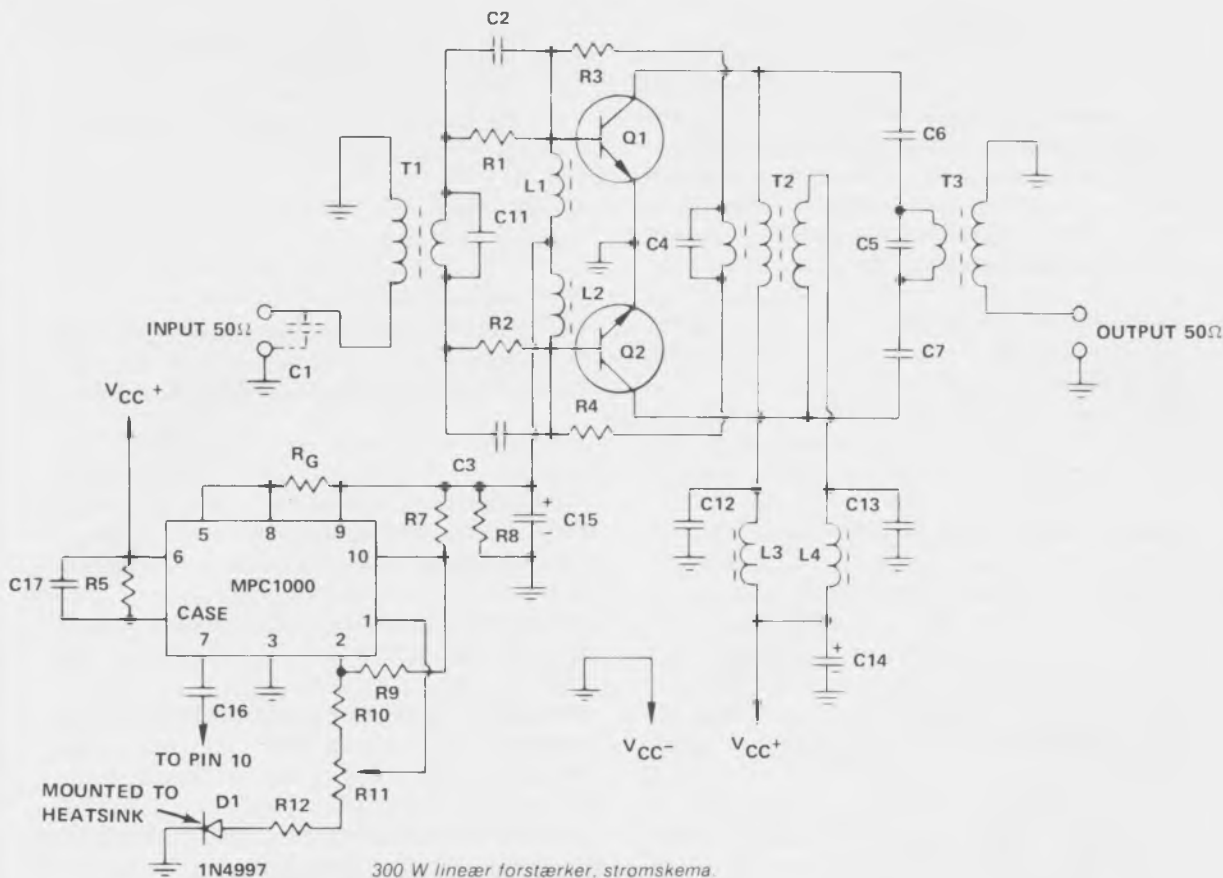 C2
R3
Q1
C6
R1
T1
L1
T2
T3
C11
C4
C5
L2
INPUT 50Ω
R2
Q2
OUTPUT 50Ω
C1
C7
VCC+
R4
RG
C3
C12
C13
R7
R8
C15
5
8
9
6
10
L3
L4
C17
R5
MPC1000
CASE
1
7
3
2
C14
R9
C16
R10
VCC−
VCC+
TO PIN 10
R11
MOUNTED TO
HEATSINK
D1
R12
1N4997
300 W lineær forstærker, strømskema.